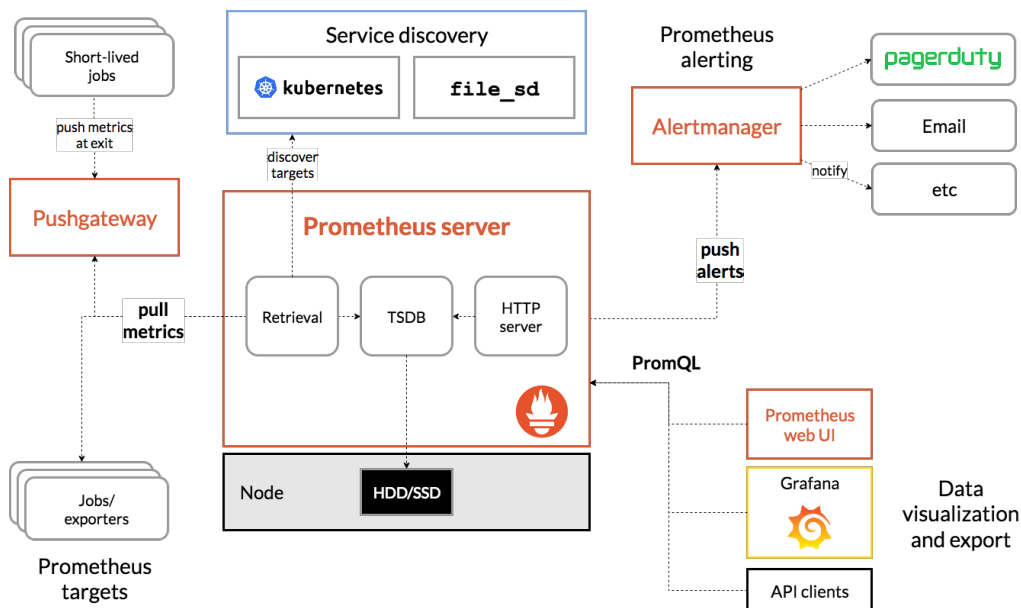 Short-lived
jobs
push metrics
at exit
Pushgateway
pull
metrics
Jobs/
exporters
Prometheus
targets
Service discovery
kubernetes
file_sd
discover
targets
Prometheus server
Retrieval
TSDB
HTTP
server
Node
HDD/SSD
Prometheus
alerting
Alertmanager
pagerduty
Email
notify
etc
push
alerts
PromQL
Prometheus
web UI
Grafana
API clients
Data
visualization
and export